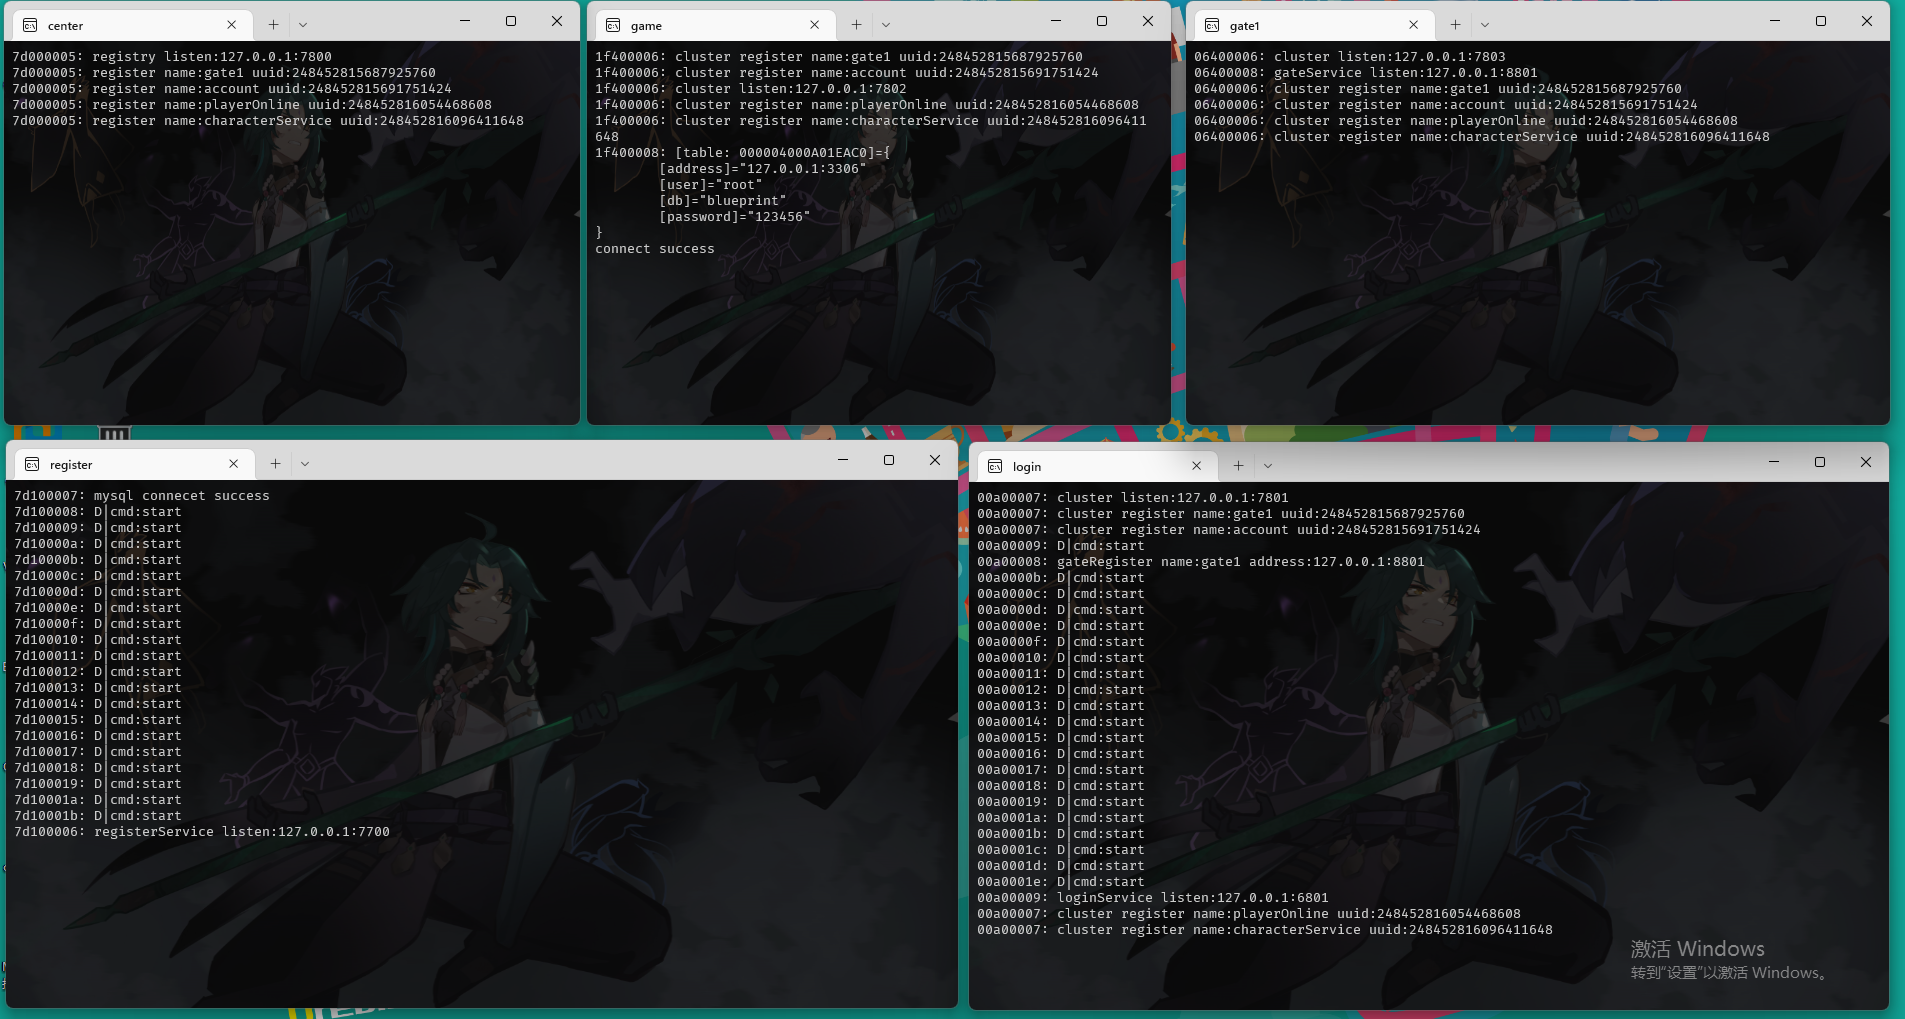 center
7d000005: registry listen:127.0.0.1:7800
7d000005: register name:gate1 uuid:248452815687925760
7d000005: register name:account uuid:248452815691751424
7d000005: register name:playerOnline uuid:248452816054468608
7d000005: register name:characterService uuid:248452816096411648
game
1f400006: cluster register name:gate1 uuid:248452815687925760
1f400006: cluster register name:account uuid:248452815691751424
1f400006: cluster listen:127.0.0.1:7802
1f400006: cluster register name:playerOnline uuid:248452816054468608
1f400006: cluster register name:characterService uuid:248452816096411
648
1f400008: [table: 000004000A01EAC0]={
[address]="127.0.0.1:3306"
[user]="root"
[db]="blueprint"
[password]="123456"
}
connect success
gate1
06400006: cluster listen:127.0.0.1:7803
06400008: gateService listen:127.0.0.1:8801
06400006: cluster register name:gate1 uuid:248452815687925760
06400006: cluster register name:account uuid:248452815691751424
06400006: cluster register name:playerOnline uuid:248452816054468608
06400006: cluster register name:characterService uuid:248452816096411648
register
7d100007: mysql connecet success
7d100008: D|cmd:start
7d100009: D|cmd:start
7d10000a: D|cmd:start
7d10000b: D|cmd:start
7d10000c: D|cmd:start
7d10000d: D|cmd:start
7d10000e: D|cmd:start
7d10000f: D|cmd:start
7d100010: D|cmd:start
7d100011: D|cmd:start
7d100012: D|cmd:start
7d100013: D|cmd:start
7d100014: D|cmd:start
7d100015: D|cmd:start
7d100016: D|cmd:start
7d100017: D|cmd:start
7d100018: D|cmd:start
7d100019: D|cmd:start
7d10001a: D|cmd:start
7d10001b: D|cmd:start
7d100006: registerService listen:127.0.0.1:7700
login
00a00007: cluster listen:127.0.0.1:7801
00a00007: cluster register name:gate1 uuid:248452815687925760
00a00007: cluster register name:account uuid:248452815691751424
00a00009: D|cmd:start
00a00008: gateRegister name:gate1 address:127.0.0.1:8801
00a0000b: D|cmd:start
00a0000c: D|cmd:start
00a0000d: D|cmd:start
00a0000e: D|cmd:start
00a0000f: D|cmd:start
00a00010: D|cmd:start
00a00011: D|cmd:start
00a00012: D|cmd:start
00a00013: D|cmd:start
00a00014: D|cmd:start
00a00015: D|cmd:start
00a00016: D|cmd:start
00a00017: D|cmd:start
00a00018: D|cmd:start
00a00019: D|cmd:start
00a0001a: D|cmd:start
00a0001b: D|cmd:start
00a0001c: D|cmd:start
00a0001d: D|cmd:start
00a0001e: D|cmd:start
00a00009: loginService listen:127.0.0.1:6801
00a00007: cluster register name:playerOnline uuid:248452816054468608
00a00007: cluster register name:characterService uuid:248452816096411648
激活 Windows
转到“设置”以激活 Windows。